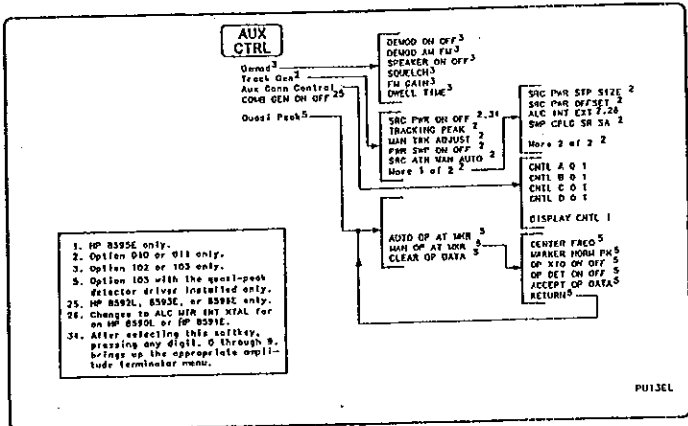 AUX
CTRL
Demod 3
Track Gen 2
Aux Conn Control
COMB GEN ON OFF 25
Quasi Peak 5
DEMOD ON OFF 3
DEMOD AM FM 3
SPEAKER ON OFF 3
SQUELCH 3
FM GAIN 3
DWELL TIME 3
SRC PWR ON OFF 2,34
TRACKING PEAK 2
MAN TRK ADJUST 2
PWR SWP ON OFF 2
SRC ATN MAN AUTO 2
More 1 of 2 2
SRC PWR STP SIZE 2
SRC PWR OFFSET 2
ALC INT EXT 2,26
SWP CPLG SR SA 2
More 2 of 2 2
CNTL A 0 1
CNTL B 0 1
CNTL C 0 1
CNTL D 0 1
DISPLAY CNTL I
AUTO QP AT MKR 5
MAN QP AT MKR 5
CLEAR QP DATA 5
CENTER FREQ 5
MARKER NORM PK 5
QP X10 ON OFF 5
QP DET ON OFF 5
ACCEPT QP DATA 5
RETURN 5
1. HP 8595E only.
2. Option 010 or 011 only.
3. Option 102 or 103 only.
5. Option 103 with the quasi-peak
detector driver installed only.
25. HP 8592L, 8593E, or 8596E only.
26. Changes to ALC MTR INT XTAL for
an HP 8590L or HP 8591E.
34. After selecting this softkey,
pressing any digit, 0 through 9,
brings up the appropriate ampli-
tude terminator menu.
PU13EL